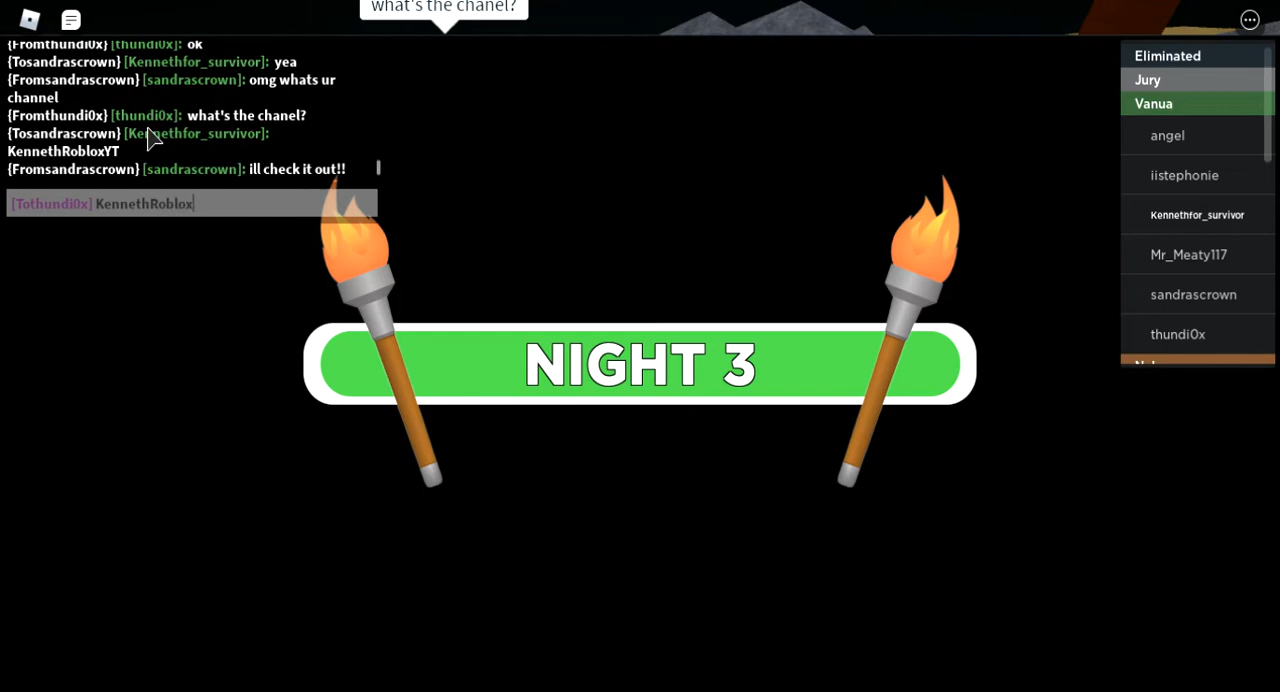 what's the chanel?
{Fromthundi0x} [thundi0x]: ok
{Tosandrascrown} [Kennethfor_survivor]: yea
{Fromsandrascrown} [sandrascrown]: omg whats ur
channel
{Fromthundi0x} [thundi0x]: what's the chanel?
{Tosandrascrown} [Kennethfor_survivor]:
KennethRobloxYT
{Fromsandrascrown} [sandrascrown]: ill check it out!!
[Tothundi0x] KennethRoblox
NIGHT 3
Eliminated
Jury
Vanua
angel
iistephonie
Kennethfor_survivor
Mr_Meaty117
sandrascrown
thundi0x